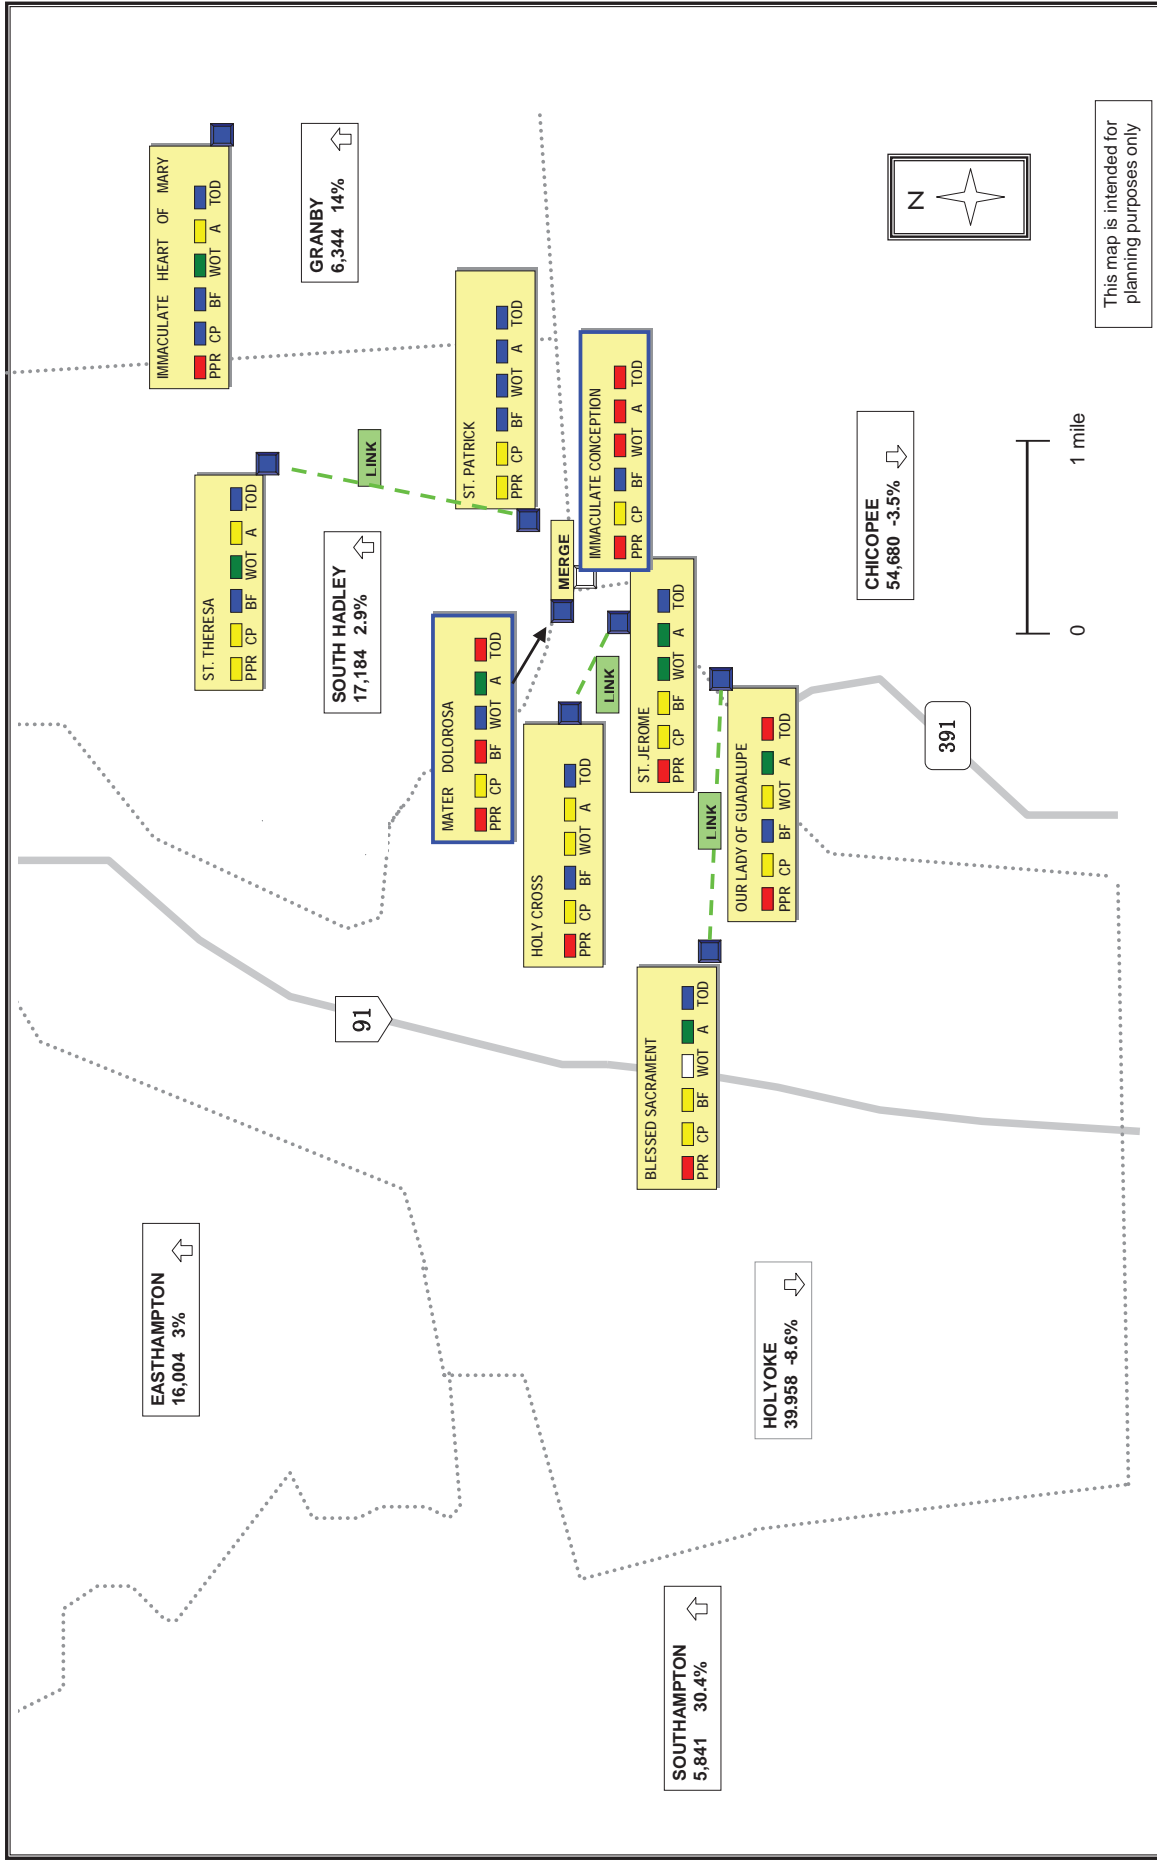 EASTHAMPTON
16,004 3%
IMMACULATE HEART OF MARY
PPR CP BF WOT A TOD
ST. THERESA
PPR CP BF WOT A TOD
GRANBY
6,344 14%
SOUTH HADLEY
17,184 2.9%
91
LINK
MATER DOLOROSA
PPR CP BF WOT A TOD
ST. PATRICK
PPR CP BF WOT A TOD
HOLY CROSS
PPR CP BF WOT A TOD
MERGE
IMMACULATE CONCEPTION
PPR CP BF WOT A TOD
LINK
ST. JEROME
PPR CP BF WOT A TOD
BLESSED SACRAMENT
PPR CP BF WOT A TOD
SOUTHAMPTON
5,841 30.4%
LINK
OUR LADY OF GUADALUPE
PPR CP BF WOT A TOD
HOLYOKE
39.958 -8.6%
CHICOPEE
54,680 -3.5%
N
391
0 1 mile
This map is intended for
planning purposes only